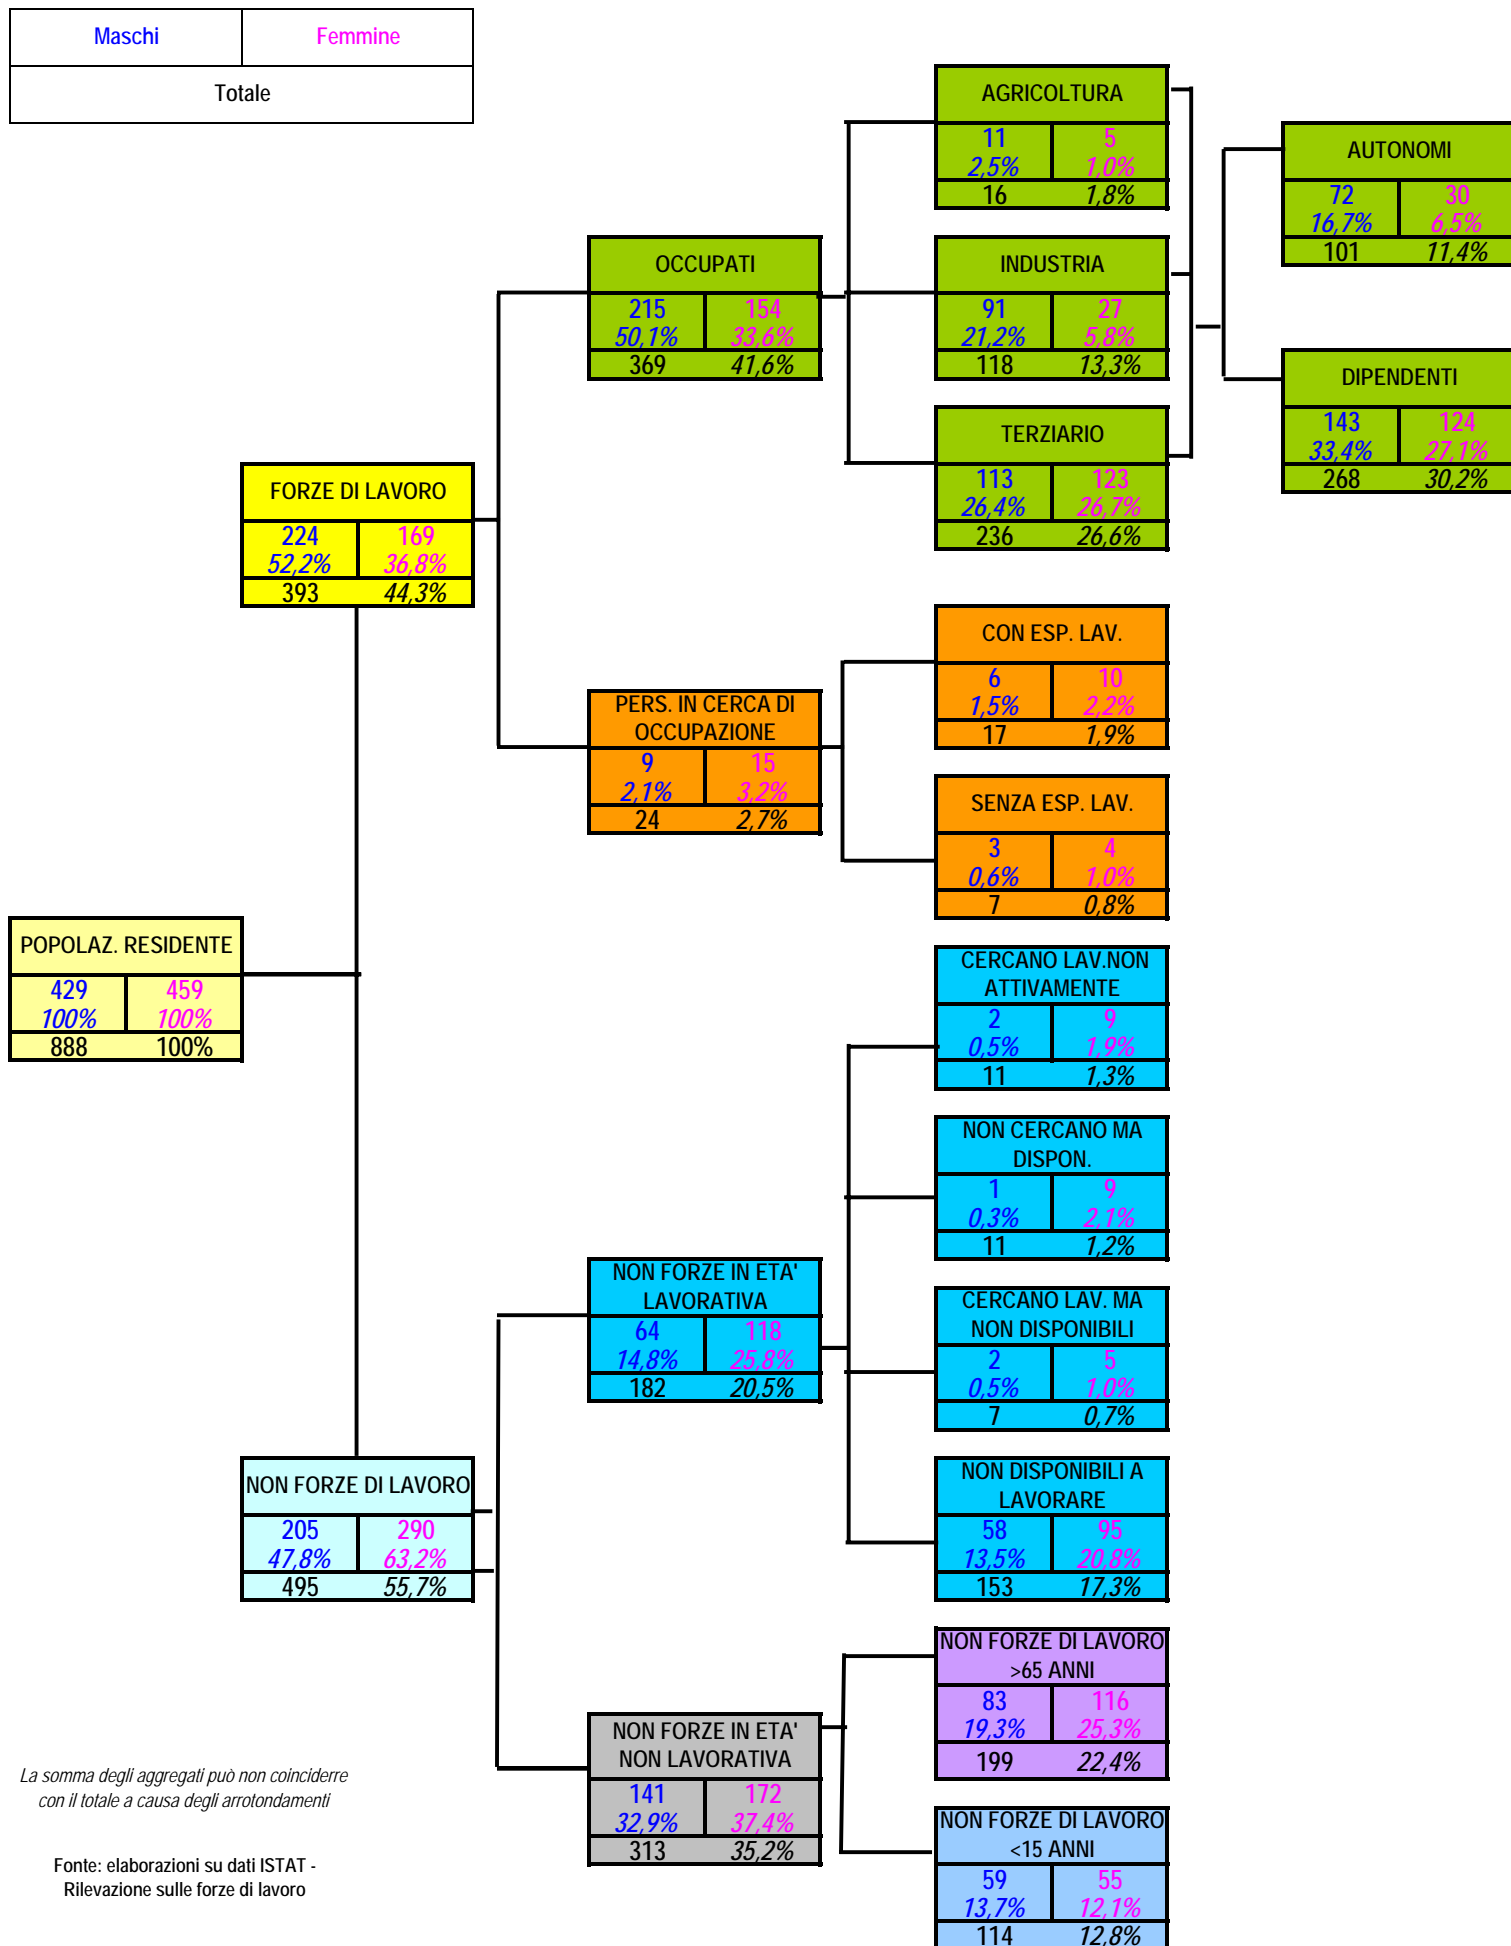 Maschi Femmine
Totale
AGRICOLTURA
11 5
2,5% 1,0%
16 1,8%
AUTONOMI
72 30
16,7% 6,5%
101 11,4%
OCCUPATI
215 154
50,1% 33,6%
369 41,6%
INDUSTRIA
91 27
21,2% 5,8%
118 13,3%
DIPENDENTI
143 124
33,4% 27,1%
268 30,2%
TERZIARIO
113 123
26,4% 26,7%
236 26,6%
FORZE DI LAVORO
224 169
52,2% 36,8%
393 44,3%
CON ESP. LAV.
6 10
1,5% 2,2%
17 1,9%
PERS. IN CERCA DI
OCCUPAZIONE
9 15
2,1% 3,2%
24 2,7%
SENZA ESP. LAV.
3 4
0,6% 1,0%
7 0,8%
POPOLAZ. RESIDENTE
429 459
100% 100%
888 100%
CERCANO LAV.NON
ATTIVAMENTE
2 9
0,5% 1,9%
11 1,3%
NON CERCANO MA
DISPON.
1 9
0,3% 2,1%
11 1,2%
NON FORZE IN ETA'
LAVORATIVA
64 118
14,8% 25,8%
182 20,5%
CERCANO LAV. MA
NON DISPONIBILI
2 5
0,5% 1,0%
7 0,7%
NON FORZE DI LAVORO
205 290
47,8% 63,2%
495 55,7%
NON DISPONIBILI A
LAVORARE
58 95
13,5% 20,8%
153 17,3%
NON FORZE DI LAVORO
>65 ANNI
83 116
19,3% 25,3%
199 22,4%
NON FORZE IN ETA'
NON LAVORATIVA
141 172
32,9% 37,4%
313 35,2%
NON FORZE DI LAVORO
<15 ANNI
59 55
13,7% 12,1%
114 12,8%
La somma degli aggregati può non coinciderre
con il totale a causa degli arrotondamenti
Fonte: elaborazioni su dati ISTAT -
Rilevazione sulle forze di lavoro